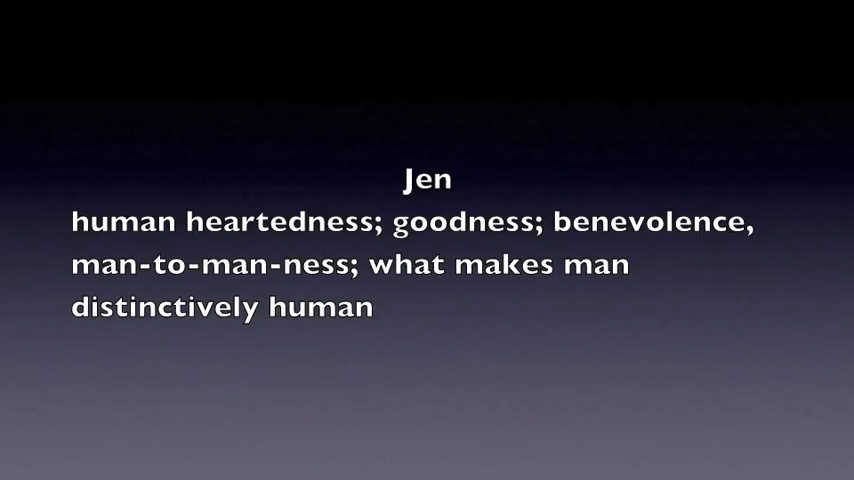 Jen
human heartedness; goodness; benevolence,
man-to-man-ness; what makes man
distinctively human